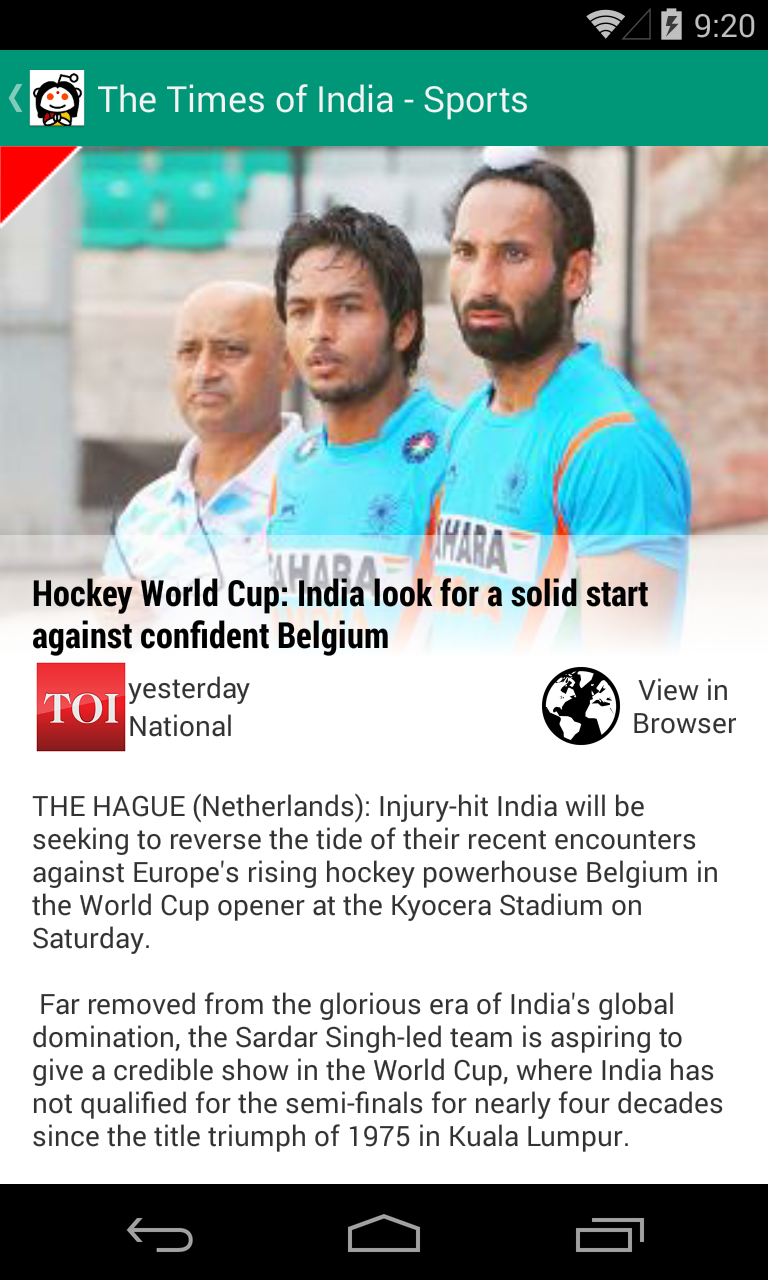 9:20
The Times of India - Sports
AHARA
AHARA
Hockey World Cup: India look for a solid start
against confident Belgium
TOI
yesterday
National
View in
Browser
THE HAGUE (Netherlands): Injury-hit India will be
seeking to reverse the tide of their recent encounters
against Europe's rising hockey powerhouse Belgium in
the World Cup opener at the Kyocera Stadium on
Saturday.
Far removed from the glorious era of India's global
domination, the Sardar Singh-led team is aspiring to
give a credible show in the World Cup, where India has
not qualified for the semi-finals for nearly four decades
since the title triumph of 1975 in Kuala Lumpur.